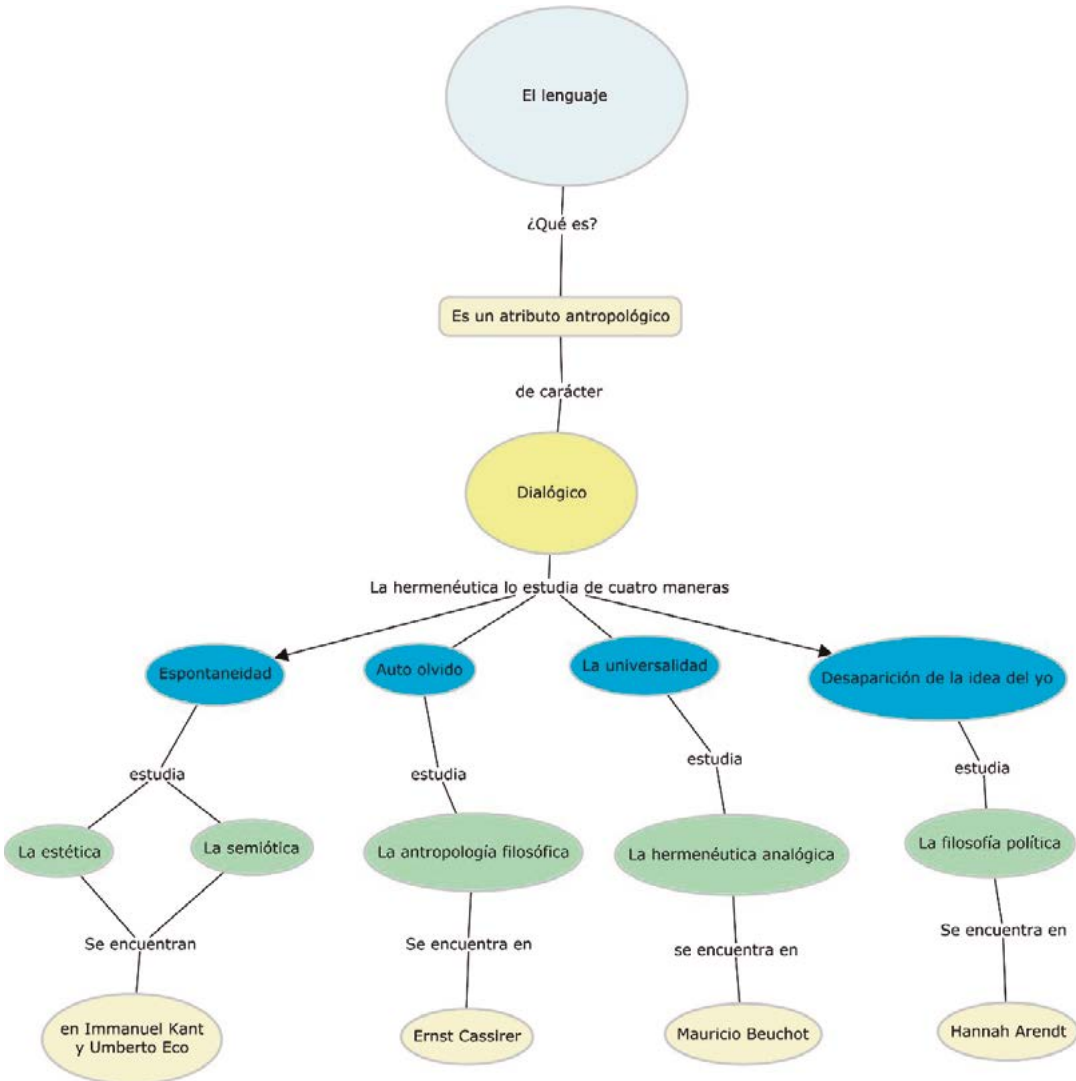 El lenguaje
¿Qué es?
Es un atributo antropológico
de carácter
Dialógico
La hermenéutica lo estudia de cuatro maneras
Espontaneidad
Auto olvido
La universalidad
Desaparición de la idea del yo
estudia
estudia
estudia
estudia
La estética
La semiótica
La antropología filosófica
La hermenéutica analógica
La filosofía política
Se encuentran
Se encuentra en
se encuentra en
Se encuentra en
en Immanuel Kant
y Umberto Eco
Ernst Cassirer
Mauricio Beuchot
Hannah Arendt